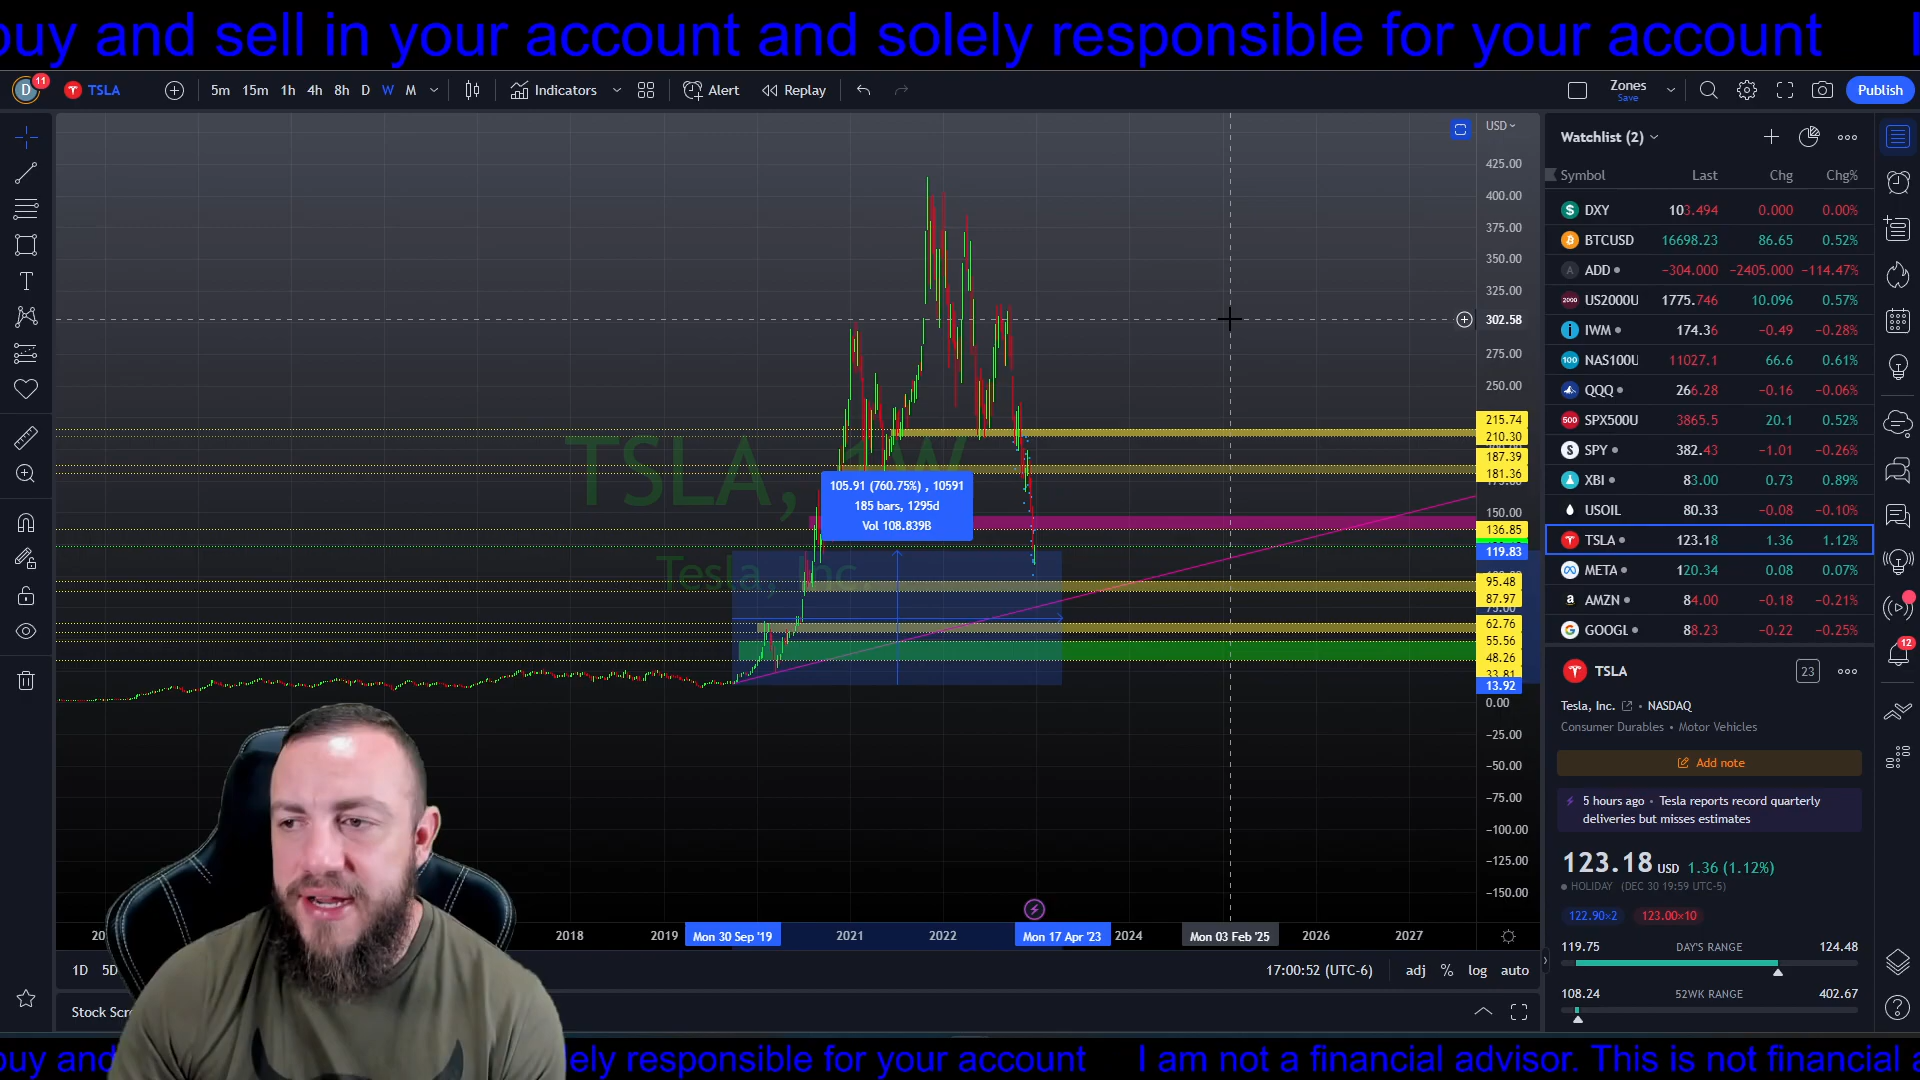 buy and sell in your account and solely responsible for your account
D 11 TSLA 5m 15m 1h 4h 8h D W M Indicators Alert Replay Zones Save Publish
USD
425.00
400.00
375.00
350.00
325.00
302.58
275.00
250.00
215.74
210.30
187.39
181.36
150.00
136.85
119.83
95.48
87.97
62.76
55.56
48.26
33.81
13.92
0.00
-25.00
-50.00
-75.00
-100.00
-125.00
-150.00
TSLA, 1W
Tesla, Inc
105.91 (760.75%) , 10591
185 bars, 1295d
Vol 108.839B
2018 2019 Mon 30 Sep '19 2021 2022 Mon 17 Apr '23 2024 Mon 03 Feb '25 2026 2027
1D 5D 17:00:52 (UTC-6) adj % log auto
Stock Scr
Watchlist (2)
Symbol Last Chg Chg%
DXY 103.494 0.000 0.00%
BTCUSD 16698.23 86.65 0.52%
ADD -304.000 -2405.000 -114.47%
US2000U 1775.746 10.096 0.57%
IWM 174.36 -0.49 -0.28%
NAS100U 11027.1 66.6 0.61%
QQQ 266.28 -0.16 -0.06%
SPX500U 3865.5 20.1 0.52%
SPY 382.43 -1.01 -0.26%
XBI 83.00 0.73 0.89%
USOIL 80.33 -0.08 -0.10%
TSLA 123.18 1.36 1.12%
META 120.34 0.08 0.07%
AMZN 84.00 -0.18 -0.21%
GOOGL 88.23 -0.22 -0.25%
TSLA 23
Tesla, Inc. • NASDAQ
Consumer Durables • Motor Vehicles
Add note
5 hours ago • Tesla reports record quarterly
deliveries but misses estimates
123.18 USD 1.36 (1.12%)
HOLIDAY (DEC 30 19:59 UTC-5)
122.90×2 123.00×10
119.75 DAY'S RANGE 124.48
108.24 52WK RANGE 402.67
12
buy and ely responsible for your account I am not a financial advisor. This is not financial a